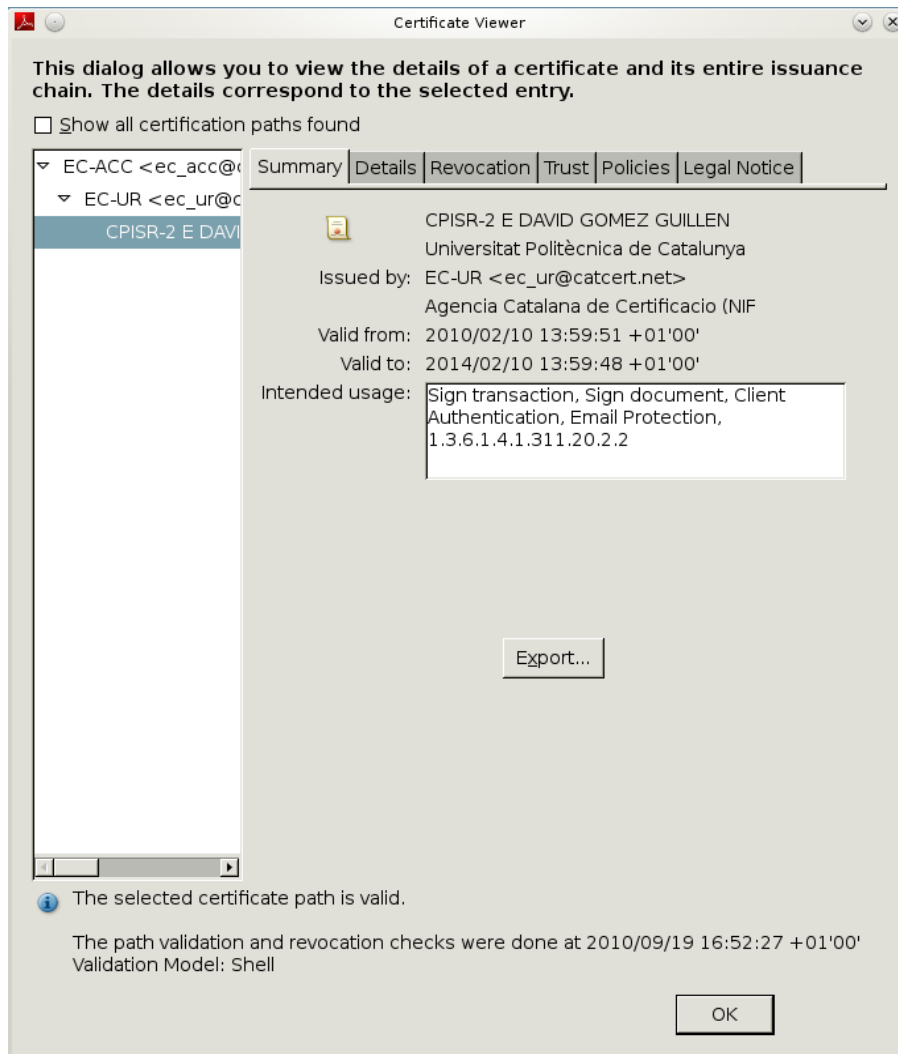 Certificate Viewer
This dialog allows you to view the details of a certificate and its entire issuance
chain. The details correspond to the selected entry.
Show all certification paths found
EC-ACC <ec_acc@c
EC-UR <ec_ur@c
CPISR-2 E DAVI
Summary Details Revocation Trust Policies Legal Notice
CPISR-2 E DAVID GOMEZ GUILLEN
Universitat Politècnica de Catalunya
Issued by: EC-UR <ec_ur@catcert.net>
Agencia Catalana de Certificacio (NIF
Valid from: 2010/02/10 13:59:51 +01'00'
Valid to: 2014/02/10 13:59:48 +01'00'
Intended usage: Sign transaction, Sign document, Client
Authentication, Email Protection,
1.3.6.1.4.1.311.20.2.2
Export...
The selected certificate path is valid.
The path validation and revocation checks were done at 2010/09/19 16:52:27 +01'00'
Validation Model: Shell
OK